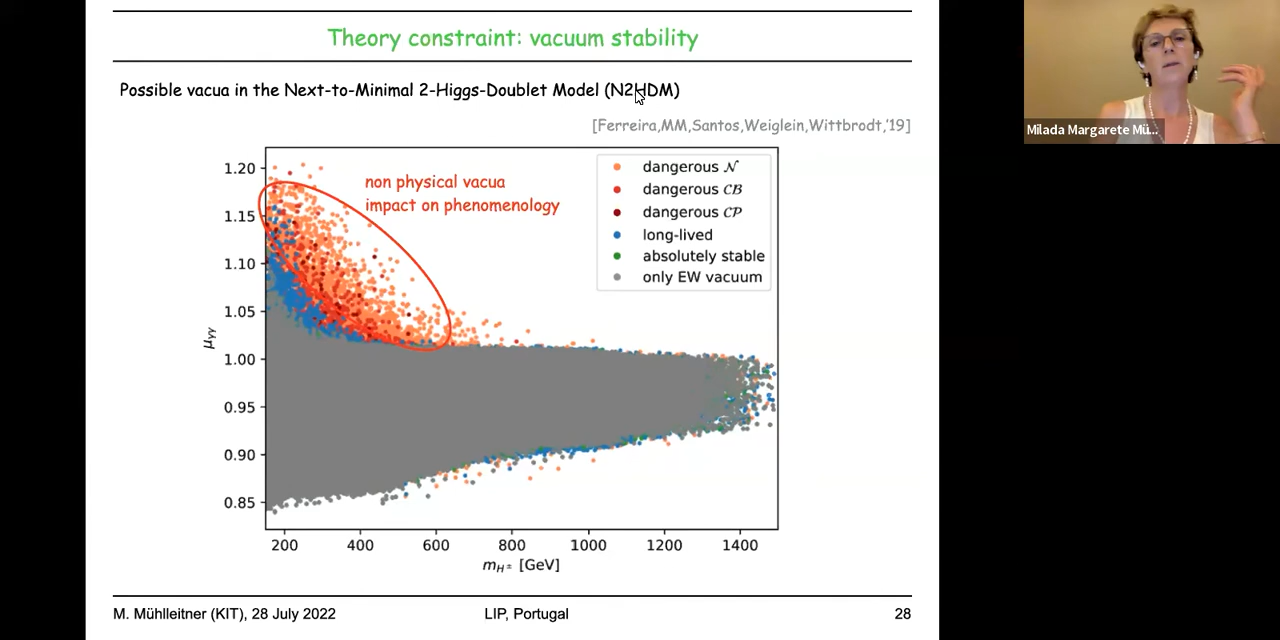 Theory constraint: vacuum stability
Possible vacua in the Next-to-Minimal 2-Higgs-Doublet Model (N2HDM)
[Ferreira,MM,Santos,Weiglein,Wittbrodt,'19]
Milada Margarete Mü...
non physical vacua
impact on phenomenology
dangerous 𝒩
dangerous 𝒞ℬ
dangerous 𝒞𝒫
long-lived
absolutely stable
only EW vacuum
1.20
1.15
1.10
1.05
1.00
0.95
0.90
0.85
μγγ
200 400 600 800 1000 1200 1400
mH± [GeV]
M. Mühlleitner (KIT), 28 July 2022 LIP, Portugal 28